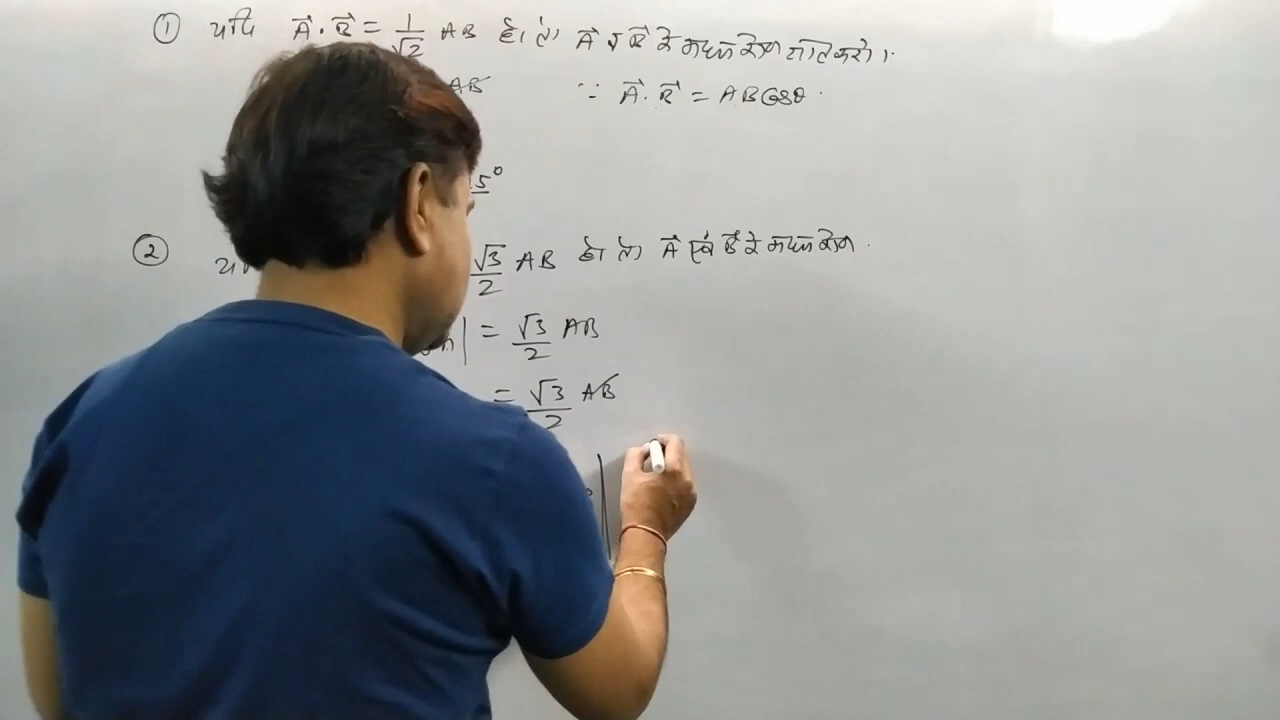 ① यदि A⃗ . B⃗ = 1/√2 AB हो तो A⃗ व B⃗ के मध्य कोण ज्ञात करो।
AB ∵ A⃗ . B⃗ = AB Cosθ
5°
② √3/2 AB हो तो A⃗ एवं B⃗ के मध्य कोण
| = √3/2 AB
= √3/2 AB